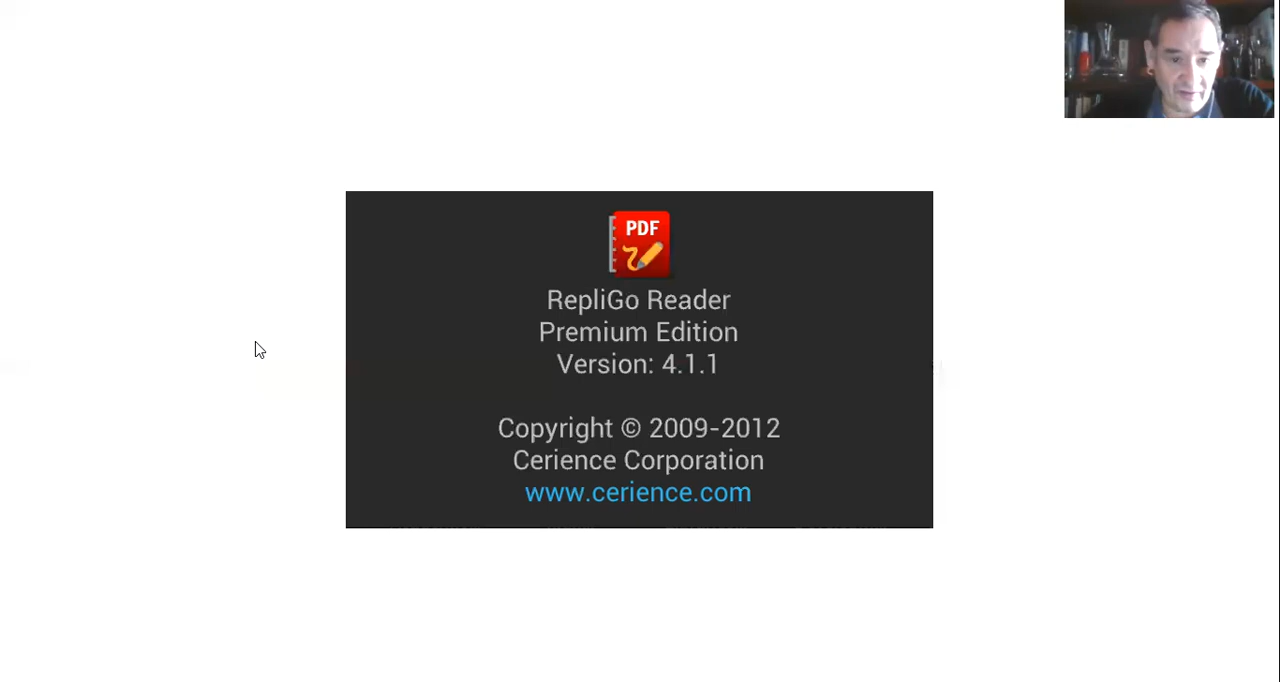 PDF
RepliGo Reader
Premium Edition
Version: 4.1.1
Copyright © 2009-2012
Cerience Corporation
www.cerience.com